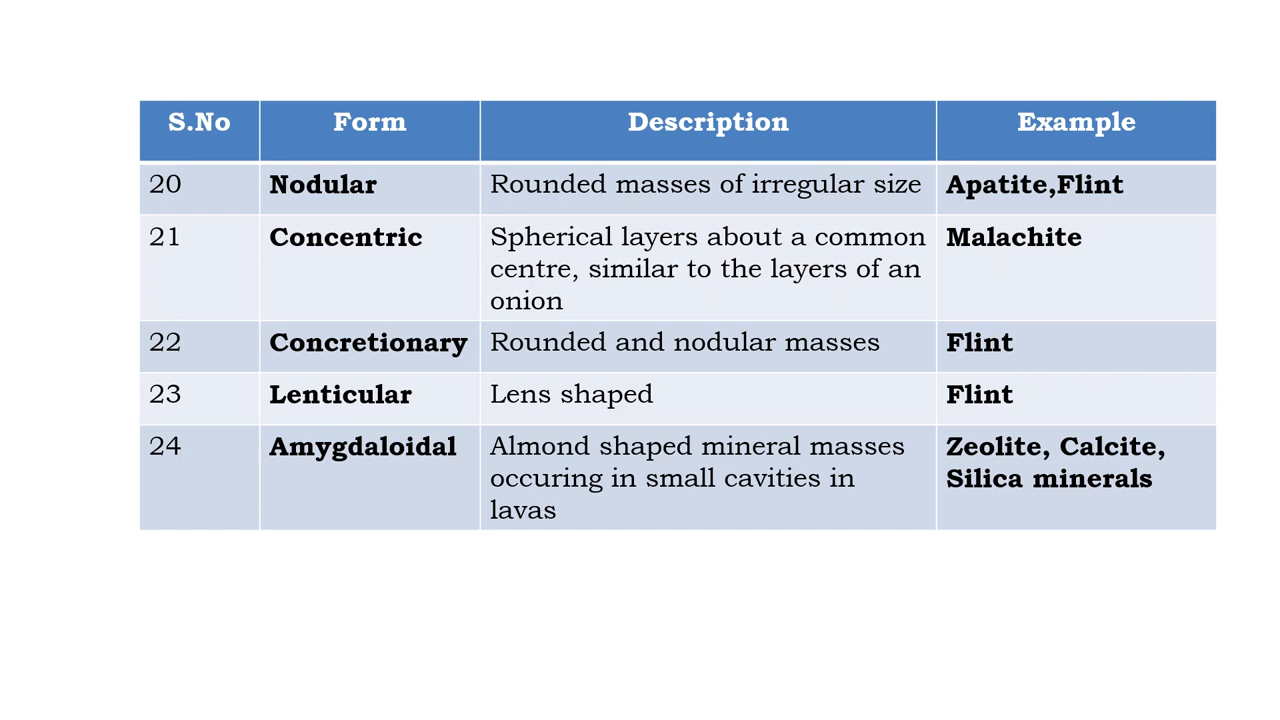 S.No Form Description Example
20 Nodular Rounded masses of irregular size Apatite,Flint
21 Concentric Spherical layers about a common centre, similar to the layers of an onion Malachite
22 Concretionary Rounded and nodular masses Flint
23 Lenticular Lens shaped Flint
24 Amygdaloidal Almond shaped mineral masses occuring in small cavities in lavas Zeolite, Calcite, Silica minerals